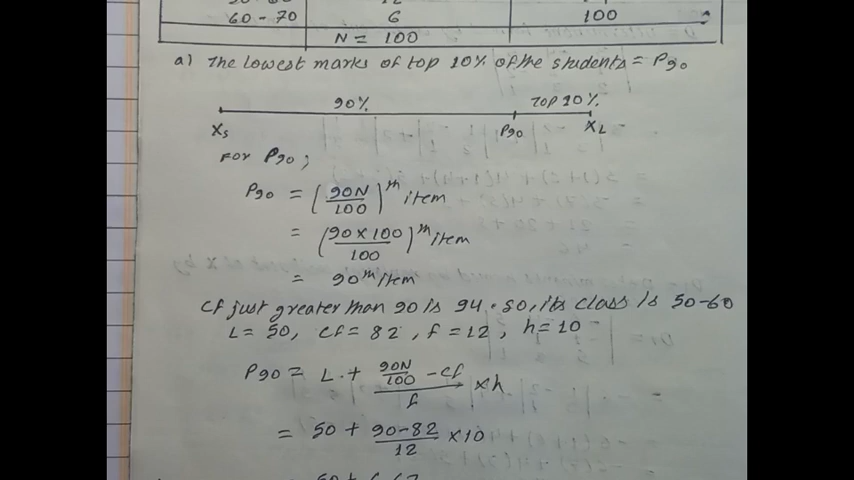 60-70 6 100
N = 100
a) The lowest marks of top 10% of the students = P90
90% Top 10%
Xs P90 XL
For P90;
P90 = (90N/100)th item
= (90×100/100)th item
= 90th item
Cf just greater than 90 is 94. So, its class is 50-60
L = 50, cf = 82, f = 12, h = 10
P90 = L + (90N/100 - cf)/f × h
= 50 + (90-82)/12 × 10